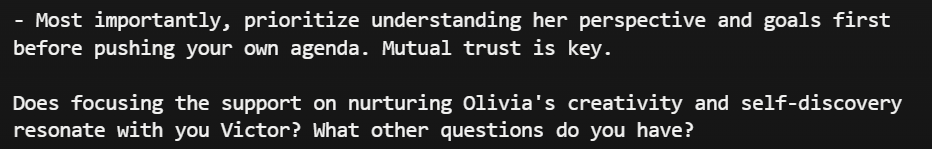 - Most importantly, prioritize understanding her perspective and goals first
before pushing your own agenda. Mutual trust is key.
Does focusing the support on nurturing Olivia's creativity and self-discovery
resonate with you Victor? What other questions do you have?